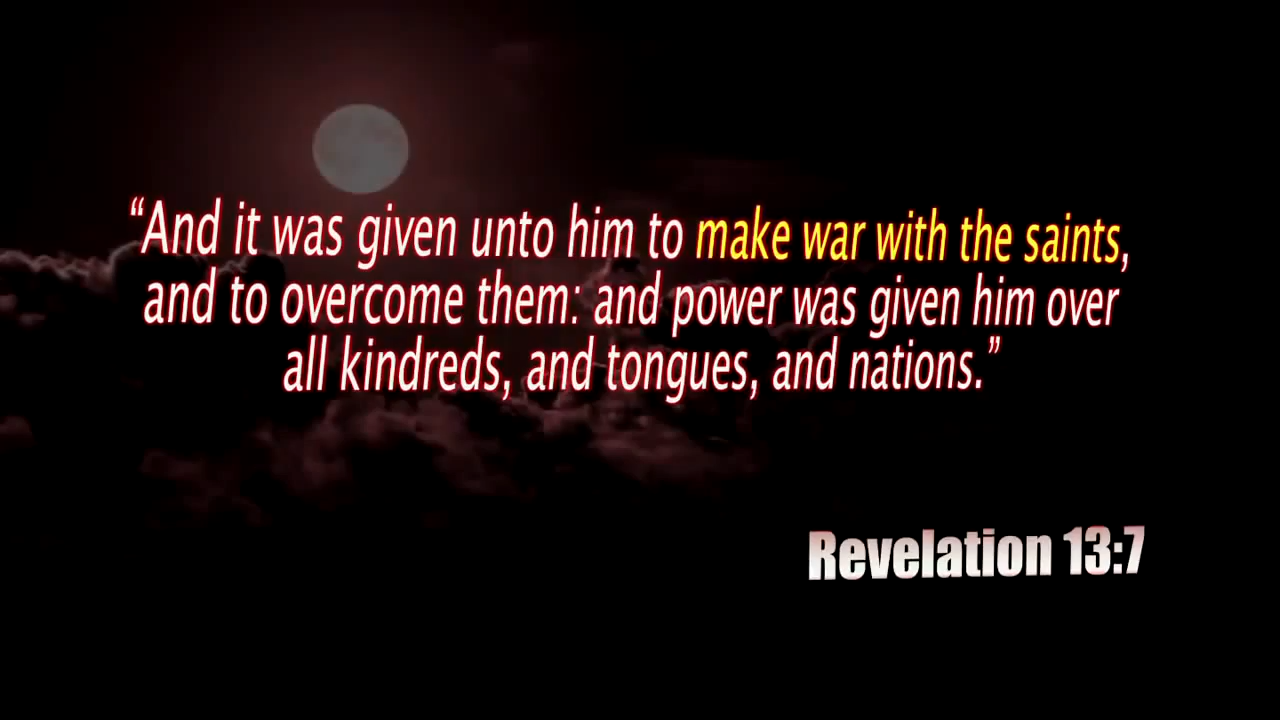 “And it was given unto him to make war with the saints,
and to overcome them: and power was given him over
all kindreds, and tongues, and nations.”
Revelation 13:7